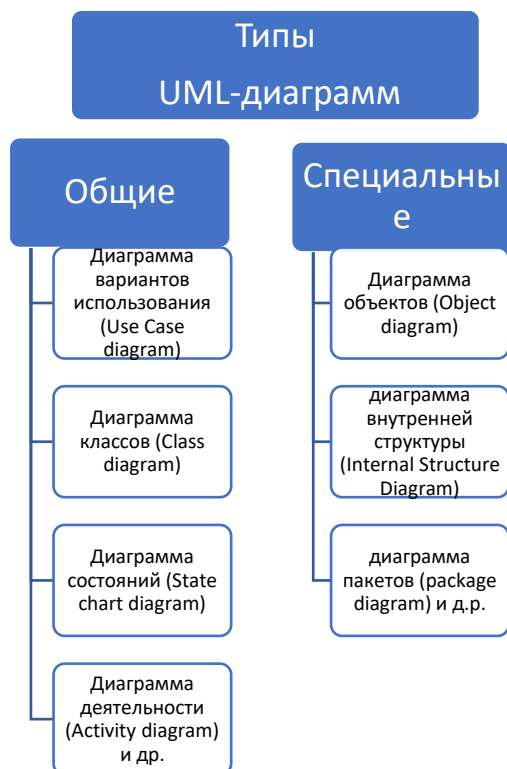 Типы
UML-диаграмм
Общие
Диаграмма
вариантов
использования
(Use Case
diagram)
Диаграмма
классов (Class
diagram)
Диаграмма
состояний (State
chart diagram)
Диаграмма
деятельности
(Activity diagram)
и др.
Специальны
е
Диаграмма
объектов (Object
diagram)
диаграмма
внутренней
структуры
(Internal Structure
Diagram)
диаграмма
пакетов (package
diagram) и д.р.